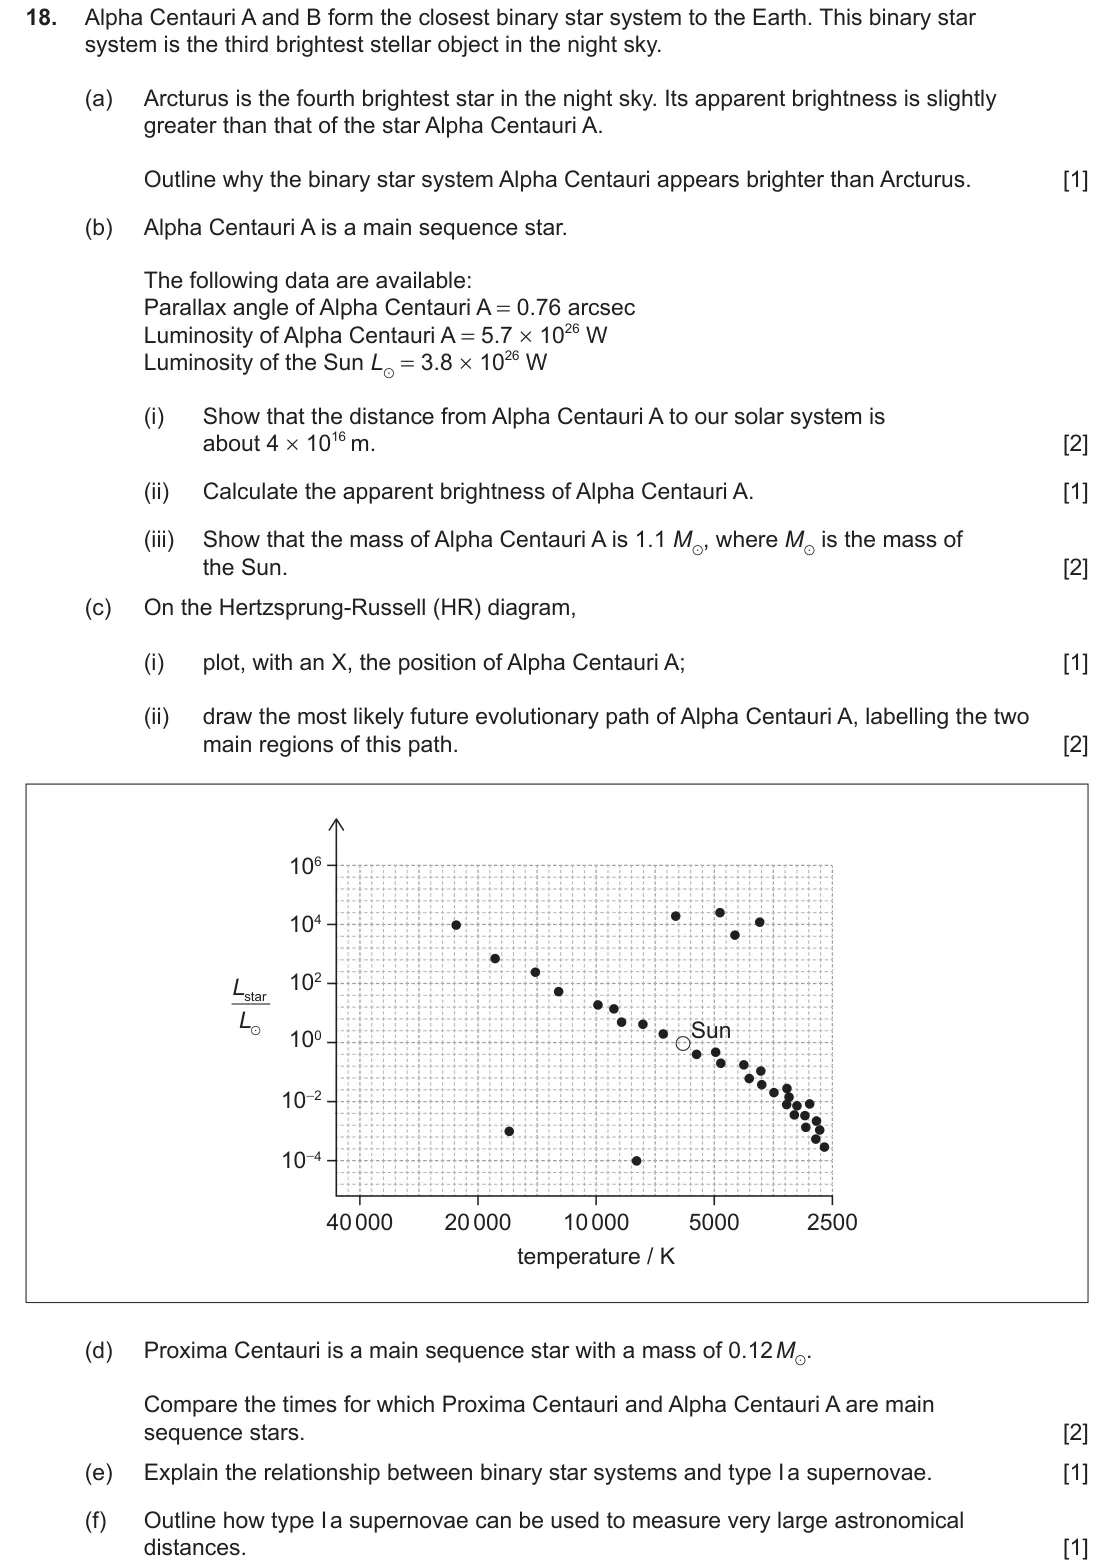 18. Alpha Centauri A and B form the closest binary star system to the Earth. This binary star
system is the third brightest stellar object in the night sky.
(a) Arcturus is the fourth brightest star in the night sky. Its apparent brightness is slightly
greater than that of the star Alpha Centauri A.
Outline why the binary star system Alpha Centauri appears brighter than Arcturus. [1]
(b) Alpha Centauri A is a main sequence star.
The following data are available:
Parallax angle of Alpha Centauri A = 0.76 arcsec
Luminosity of Alpha Centauri A = 5.7 × 10²⁶ W
Luminosity of the Sun L☉ = 3.8 × 10²⁶ W
(i) Show that the distance from Alpha Centauri A to our solar system is
about 4 × 10¹⁶ m. [2]
(ii) Calculate the apparent brightness of Alpha Centauri A. [1]
(iii) Show that the mass of Alpha Centauri A is 1.1 M☉, where M☉ is the mass of
the Sun. [2]
(c) On the Hertzsprung-Russell (HR) diagram,
(i) plot, with an X, the position of Alpha Centauri A; [1]
(ii) draw the most likely future evolutionary path of Alpha Centauri A, labelling the two
main regions of this path. [2]
10⁶
10⁴
10²
10⁰
10⁻²
10⁻⁴
Lstar
L☉
Sun
40000 20000 10000 5000 2500
temperature / K
(d) Proxima Centauri is a main sequence star with a mass of 0.12 M☉.
Compare the times for which Proxima Centauri and Alpha Centauri A are main
sequence stars. [2]
(e) Explain the relationship between binary star systems and type Ia supernovae. [1]
(f) Outline how type Ia supernovae can be used to measure very large astronomical
distances. [1]